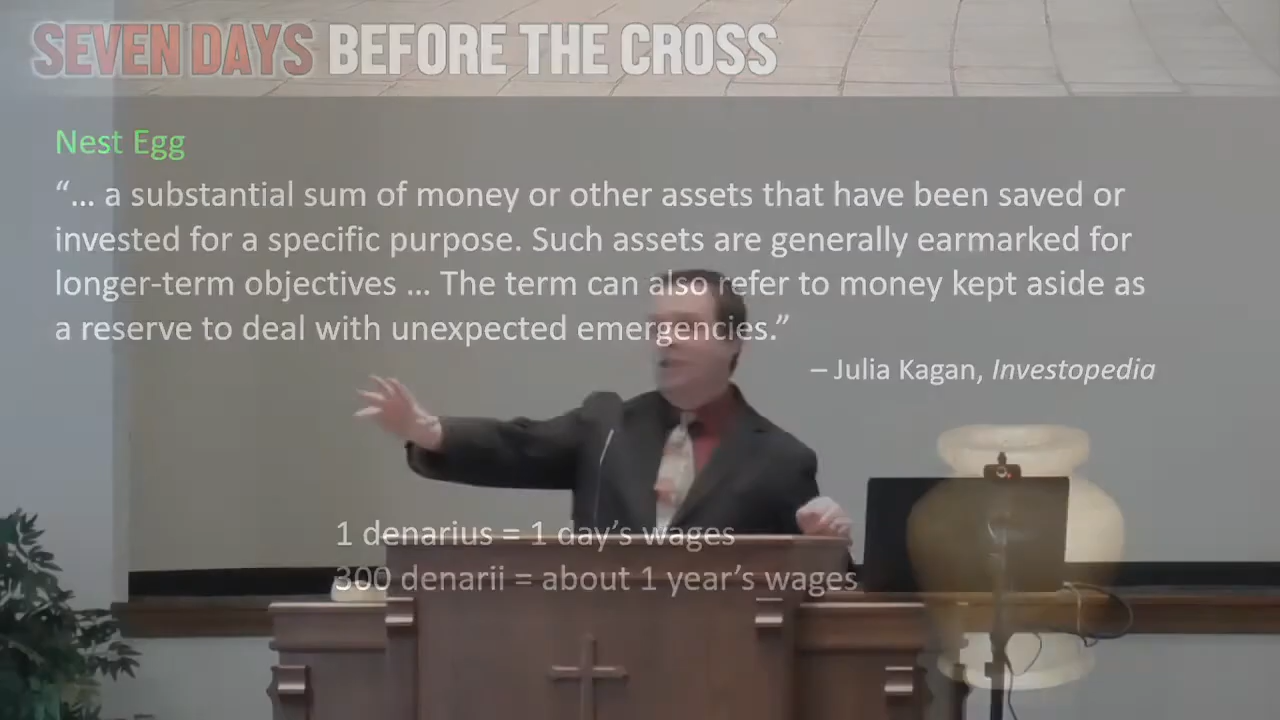 SEVEN DAYS BEFORE THE CROSS
Nest Egg
“... a substantial sum of money or other assets that have been saved or
invested for a specific purpose. Such assets are generally earmarked for
longer-term objectives ... The term can also refer to money kept aside as
a reserve to deal with unexpected emergencies.”
– Julia Kagan, Investopedia
1 denarius = 1 day’s wages
300 denarii = about 1 year’s wages